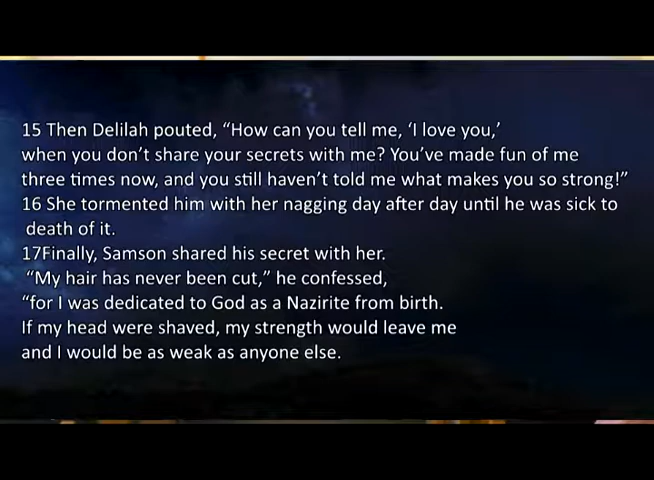 15 Then Delilah pouted, “How can you tell me, ‘I love you,’
when you don’t share your secrets with me? You’ve made fun of me
three times now, and you still haven’t told me what makes you so strong!”
16 She tormented him with her nagging day after day until he was sick to
death of it.
17Finally, Samson shared his secret with her.
“My hair has never been cut,” he confessed,
“for I was dedicated to God as a Nazirite from birth.
If my head were shaved, my strength would leave me
and I would be as weak as anyone else.